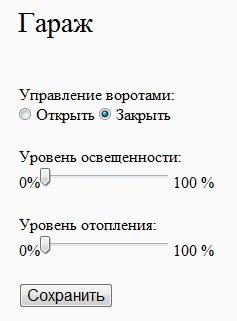 Гараж
Управление воротами:
Открыть Закрыть
Уровень освещенности:
0% 100 %
Уровень отопления:
0% 100 %
Сохранить